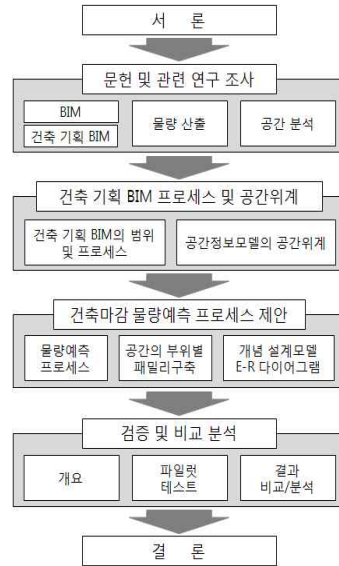 서 론
문헌 및 관련 연구 조사
BIM
건축 기획 BIM
물량 산출
공간 분석
건축 기획 BIM 프로세스 및 공간위계
건축 기획 BIM의 범위
및 프로세스
공간정보모델의 공간위계
건축마감 물량예측 프로세스 제안
물량예측
프로세스
공간의 부위별
패밀리구축
개념 설계모델
E-R 다이어그램
검증 및 비교 분석
개요
파일럿
테스트
결과
비교/분석
결 론